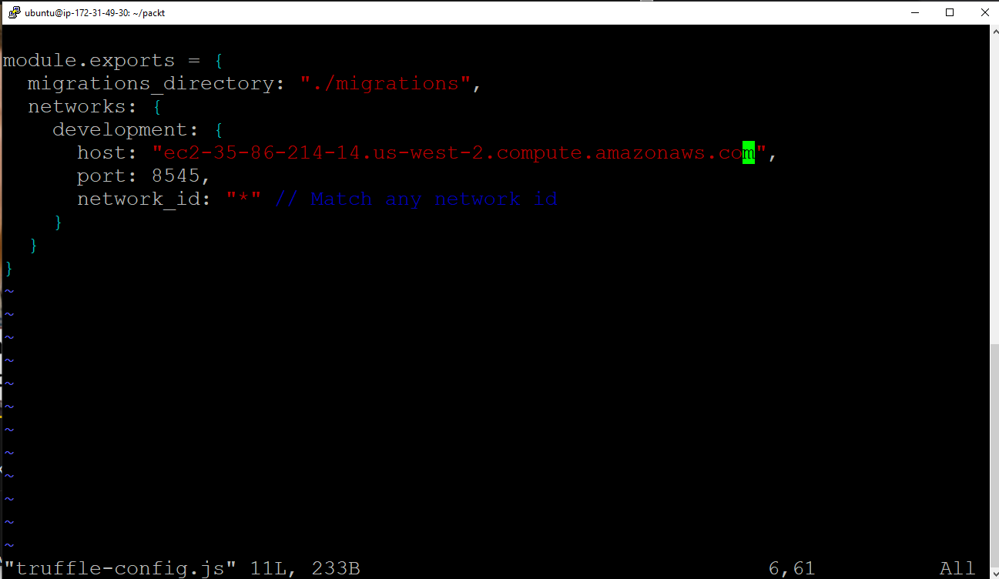 ubuntu@ip-172-31-49-30: ~/packt
module.exports = {
  migrations_directory: "./migrations",
  networks: {
    development: {
      host: "ec2-35-86-214-14.us-west-2.compute.amazonaws.com",
      port: 8545,
      network_id: "*" // Match any network id
    }
  }
}
~
~
~
~
~
~
~
~
~
~
~
~
"truffle-config.js" 11L, 233B 6,61 All